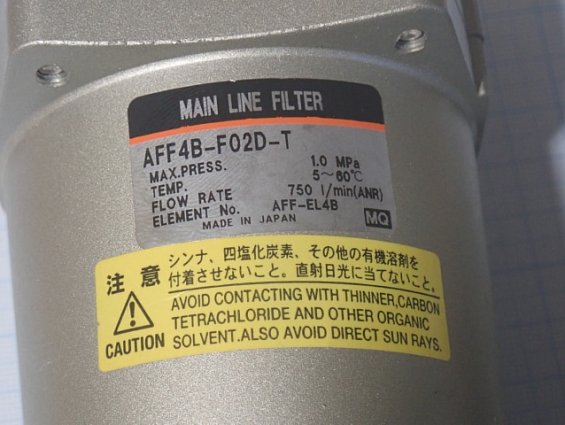 MAIN LINE FILTER
AFF4B-F02D-T
MAX.PRESS. 1.0 MPa
TEMP. 5~60℃
FLOW RATE 750 l/min(ANR)
ELEMENT No. AFF-EL4B
MADE IN JAPAN MQ
注意
シンナ、四塩化炭素、その他の有機溶剤を
付着させないこと。直射日光に当てないこと。
CAUTION
AVOID CONTACTING WITH THINNER,CARBON
TETRACHLORIDE AND OTHER ORGANIC
SOLVENT.ALSO AVOID DIRECT SUN RAYS.